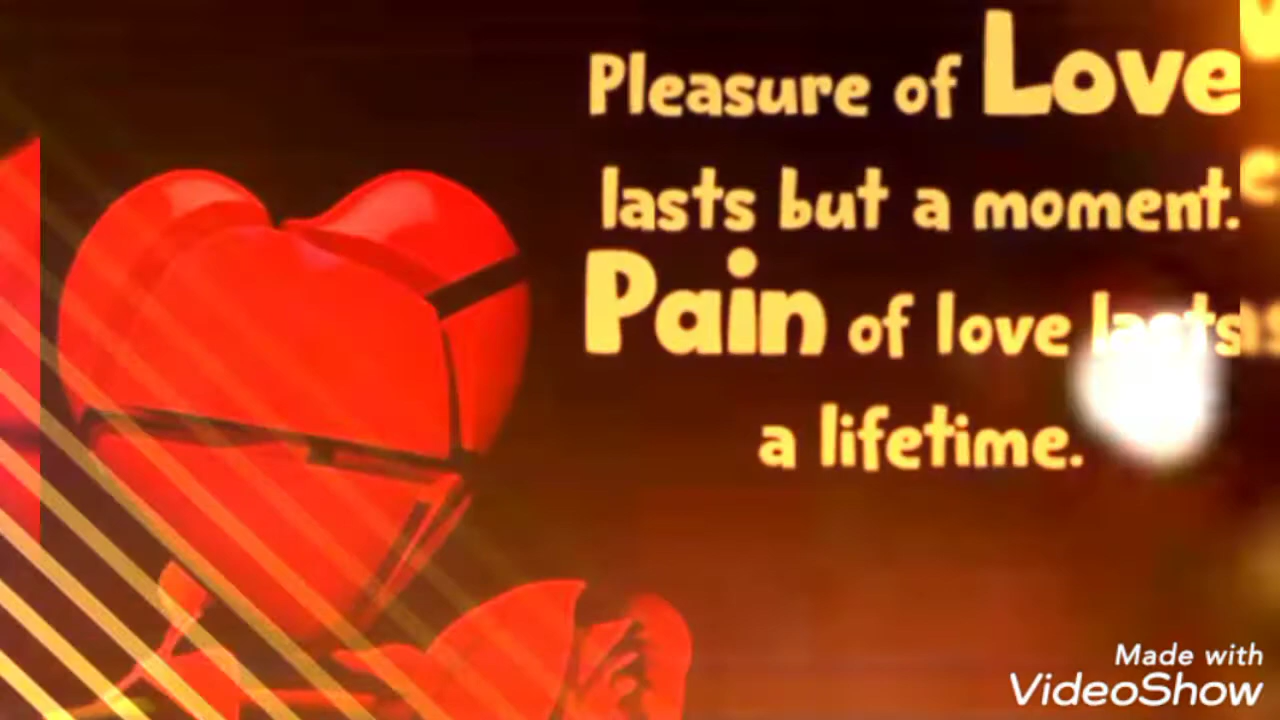 Pleasure of Love
lasts but a moment.
Pain of love lasts
a lifetime.
Made with
VideoShow